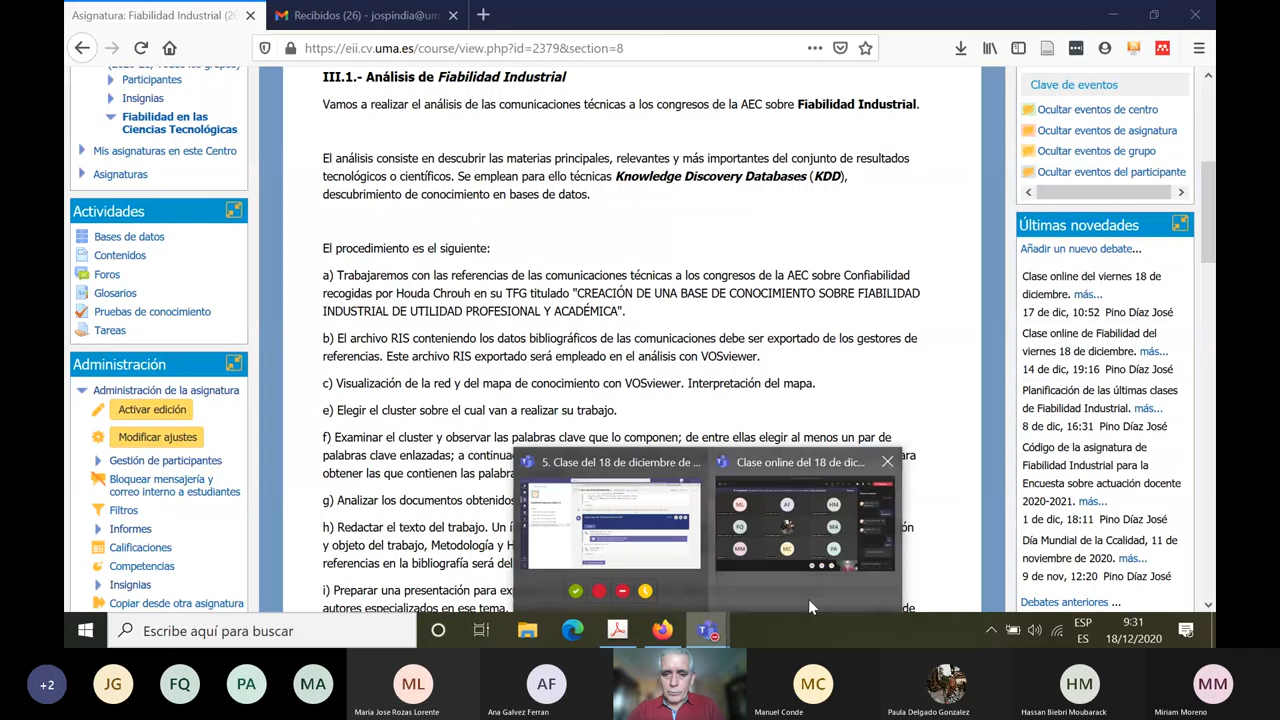 Asignatura: Fiabilidad Industrial (20
Recibidos (26) - jospindia@um
https://eii.cv.uma.es/course/view.php?id=2379&section=8
(2020-21, Todos los grupos)
Participantes
Insignias
Fiabilidad en las
Ciencias Tecnológicas
Mis asignaturas en este Centro
Asignaturas
Actividades
Bases de datos
Contenidos
Foros
Glosarios
Pruebas de conocimiento
Tareas
Administración
Administración de la asignatura
Activar edición
Modificar ajustes
Gestión de participantes
Bloquear mensajería y
correo interno a estudiantes
Filtros
Informes
Calificaciones
Competencias
Insignias
Copiar desde otra asignatura
III.1.- Análisis de Fiabilidad Industrial
Vamos a realizar el análisis de las comunicaciones técnicas a los congresos de la AEC sobre Fiabilidad Industrial.
El análisis consiste en descubrir las materias principales, relevantes y más importantes del conjunto de resultados
tecnológicos o científicos. Se emplean para ello técnicas Knowledge Discovery Databases (KDD),
descubrimiento de conocimiento en bases de datos.
El procedimiento es el siguiente:
a) Trabajaremos con las referencias de las comunicaciones técnicas a los congresos de la AEC sobre Confiabilidad
recogidas por Houda Chrouh en su TFG titulado "CREACIÓN DE UNA BASE DE CONOCIMIENTO SOBRE FIABILIDAD
INDUSTRIAL DE UTILIDAD PROFESIONAL Y ACADÉMICA".
b) El archivo RIS conteniendo los datos bibliográficos de las comunicaciones debe ser exportado de los gestores de
referencias. Este archivo RIS exportado será empleado en el análisis con VOSviewer.
c) Visualización de la red y del mapa de conocimiento con VOSviewer. Interpretación del mapa.
e) Elegir el cluster sobre el cual van a realizar su trabajo.
f) Examinar el cluster y observar las palabras clave que lo componen; de entre ellas elegir al menos un par de
palabras clave enlazadas; a continua ara
obtener las que contienen las palabra
g) Analizar los documentos obtenidos
h) Redactar el texto del trabajo. Un í ión
y objeto del trabajo, Metodología y H
referencias en la bibliografía será del
i) Preparar una presentación para ex
autores especializados en ese tema. de
5. Clase del 18 de diciembre de ...
Clase online del 18 de dic...
ML AF HM
FQ MA
MM MC PA
Clave de eventos
Ocultar eventos de centro
Ocultar eventos de asignatura
Ocultar eventos de grupo
Ocultar eventos del participante
Últimas novedades
Añadir un nuevo debate...
Clase online del viernes 18 de
diciembre. más...
17 dic, 10:52 Pino Díaz José
Clase online de Fiabilidad del
viernes 18 de diciembre. más...
14 dic, 19:16 Pino Díaz José
Planificación de las últimas clases
de Fiabilidad Industrial. más...
8 dic, 16:31 Pino Díaz José
Código de la asignatura de
Fiabilidad Industrial para la
Encuesta sobre actuación docente
2020-2021. más...
1 dic, 18:11 Pino Díaz José
Día Mundial de la Ccalidad, 11 de
noviembre de 2020. más...
9 nov, 12:20 Pino Díaz José
Debates anteriores ...
Escribe aquí para buscar
ESP
ES
9:31
18/12/2020
+2
JG
FQ
PA
MA
ML
Maria Jose Rozas Lorente
AF
Ana Galvez Ferran
MC
Manuel Conde
Paula Delgado Gonzalez
HM
Hassan Biebri Moubarack
MM
Miriam Moreno